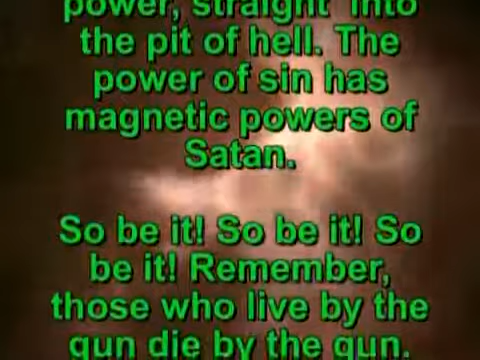 power, straight into
the pit of hell. The
power of sin has
magnetic powers of
Satan.
So be it! So be it! So
be it! Remember,
those who live by the
gun die by the gun.